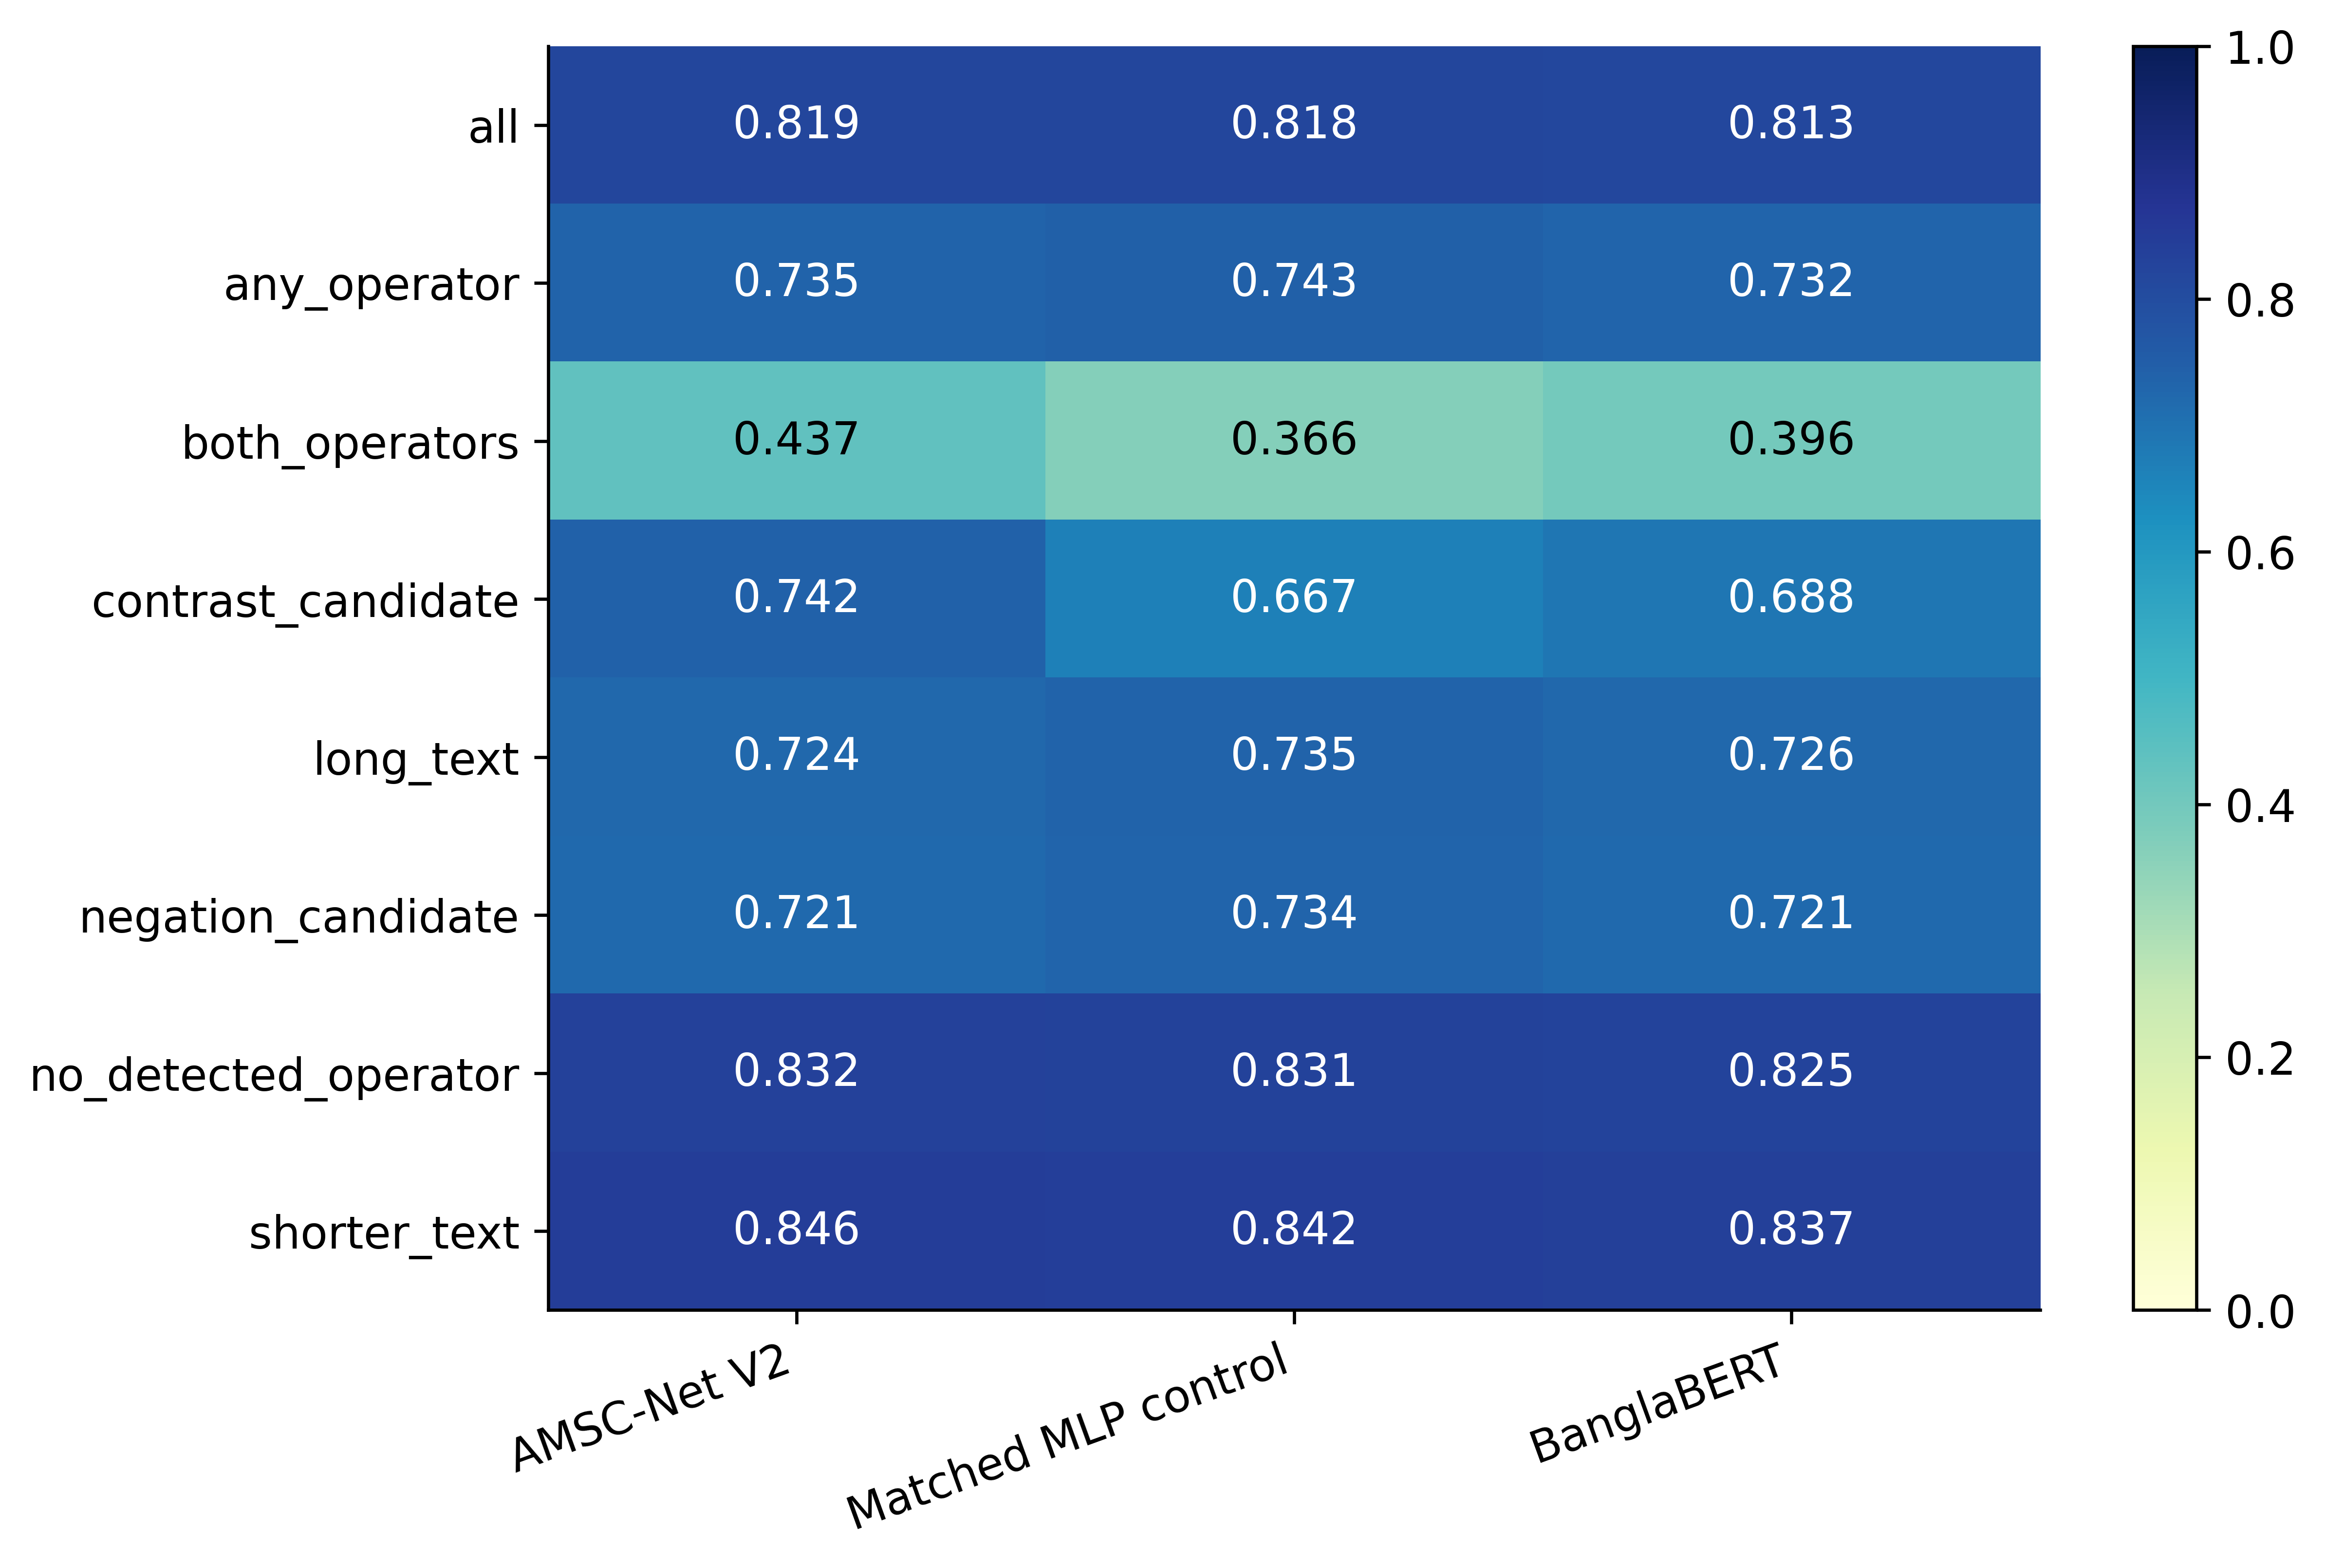 all 0.819 0.818 0.813
any_operator 0.735 0.743 0.732
both_operators 0.437 0.366 0.396
contrast_candidate 0.742 0.667 0.688
long_text 0.724 0.735 0.726
negation_candidate 0.721 0.734 0.721
no_detected_operator 0.832 0.831 0.825
shorter_text 0.846 0.842 0.837
AMSC-Net V2
Matched MLP control
BanglaBERT
1.0
0.8
0.6
0.4
0.2
0.0